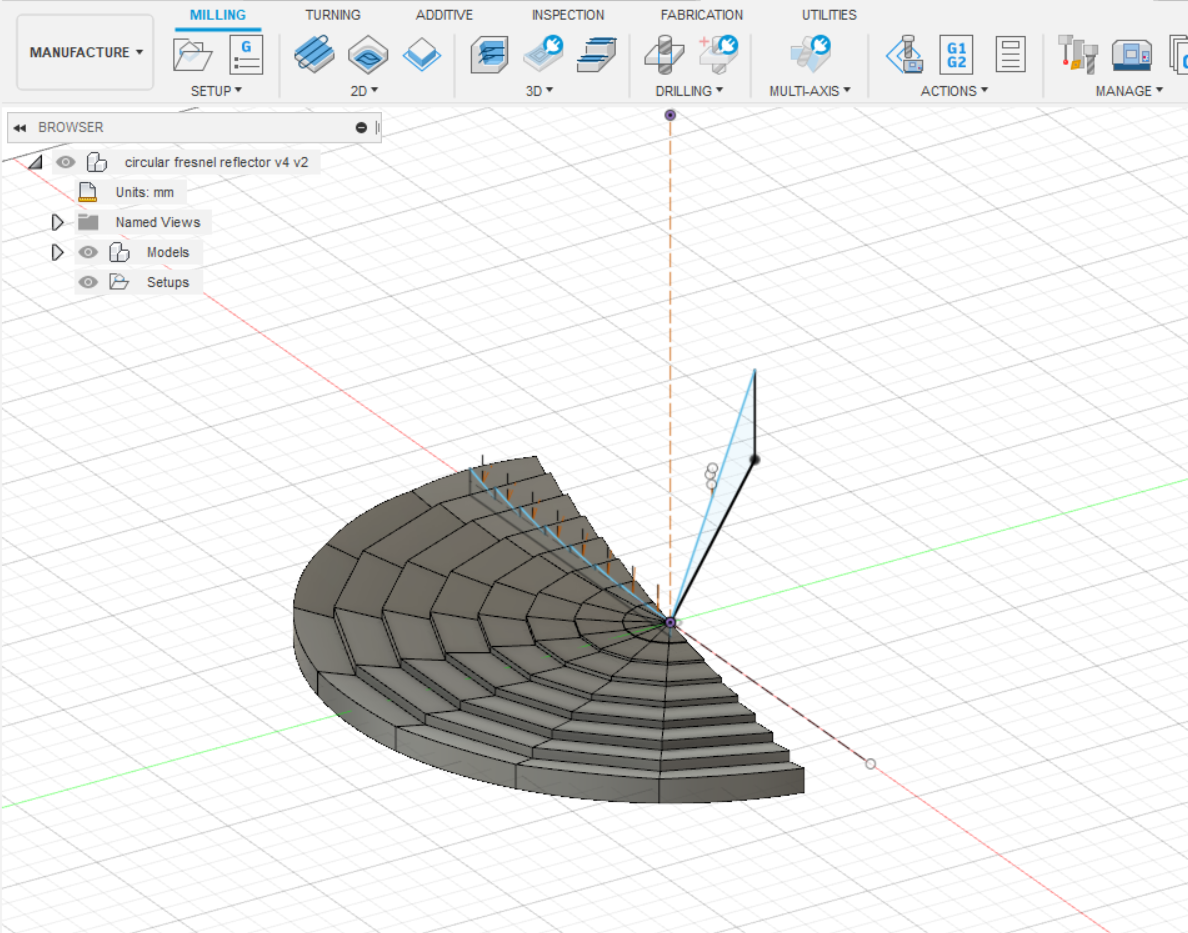 MILLING TURNING ADDITIVE INSPECTION FABRICATION UTILITIES
MANUFACTURE
G
G1
G2
SETUP 2D 3D DRILLING MULTI-AXIS ACTIONS MANAGE
BROWSER
circular fresnel reflector v4 v2
Units: mm
Named Views
Models
Setups